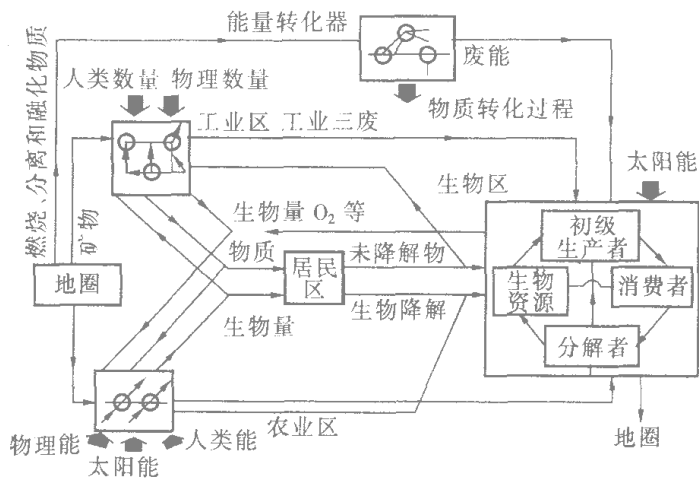 能量转化器
废能
燃烧、分离和融化物质
人类数量 物理数量
物质转化过程
工业区 工业三废
太阳能
生物区
矿物
生物量 O₂ 等
初级
生产者
物质
居民
区
未降解物
地圈
生物
资源
消费者
生物量
生物降解
分解者
物理能
太阳能
人类能
农业区
地圈